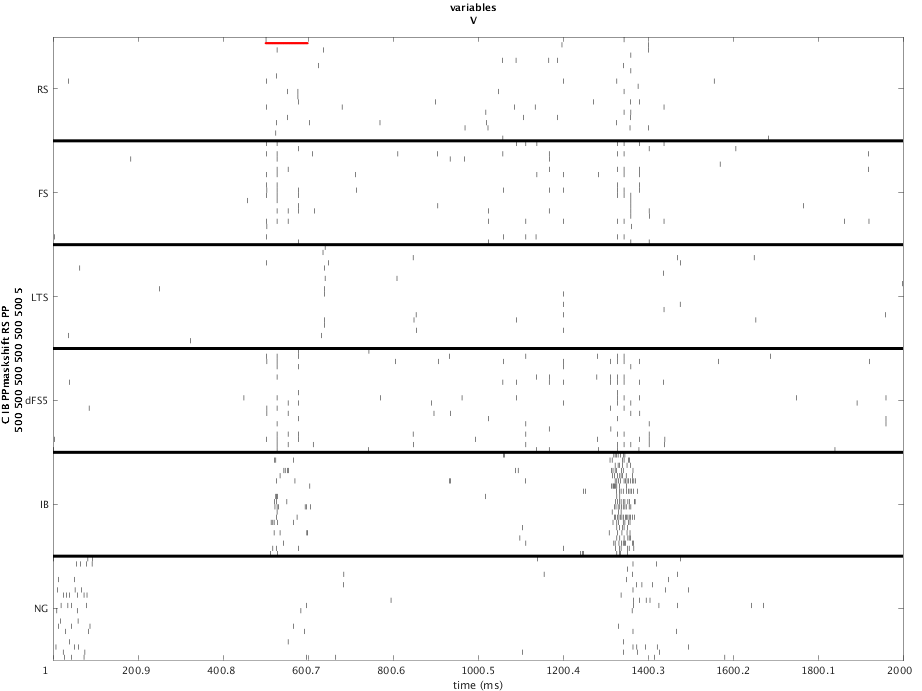 variables
V
C IB PPmaskshift RS PP
500 500 500 500 500 500 5
RS
FS
LTS
dFS5
IB
NG
1 200.9 400.8 600.7 800.6 1000.5 1200.4 1400.3 1600.2 1800.1 2000
time (ms)